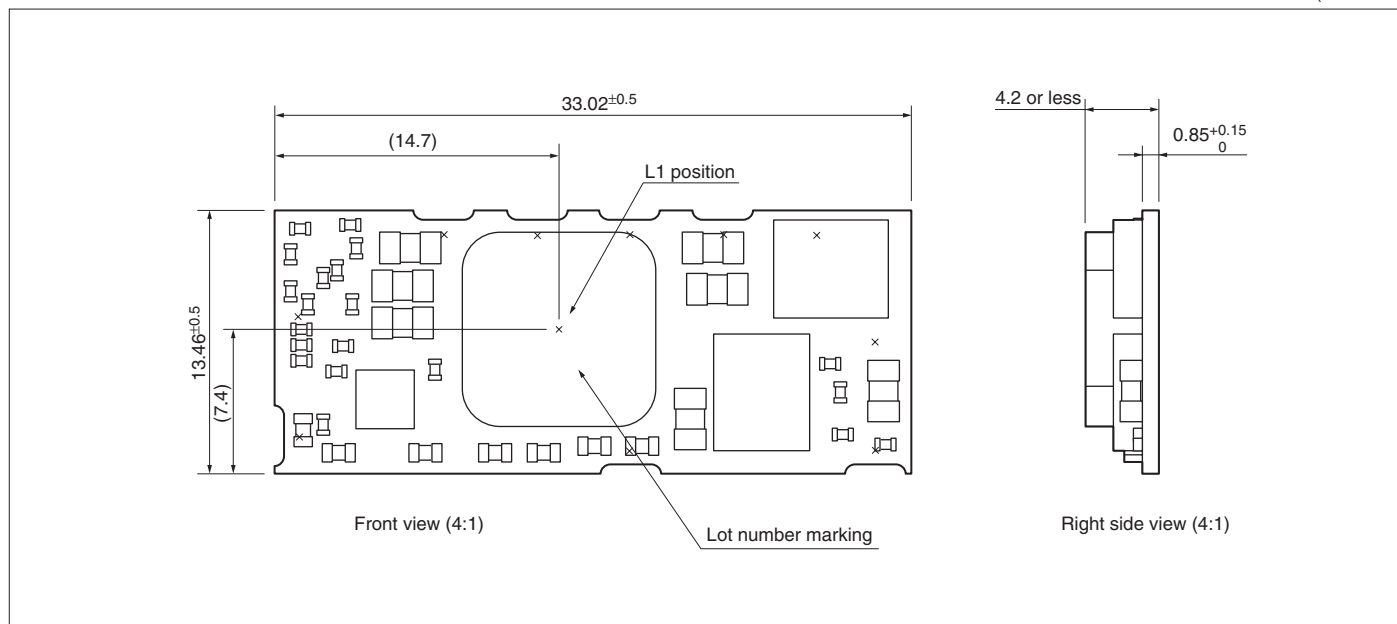 33.02±0.5
(14.7)
L1 position
13.46±0.5
(7.4)
4.2 or less
0.85+0.15
0
Front view (4:1)
Lot number marking
Right side view (4:1)